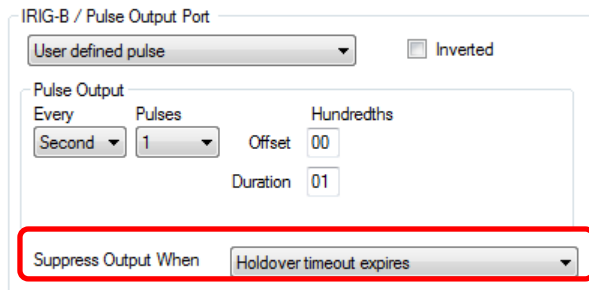 IRIG-B / Pulse Output Port
User defined pulse Inverted
Pulse Output
Every Pulses Hundredths
Second 1 Offset 00
Duration 01
Suppress Output When Holdover timeout expires